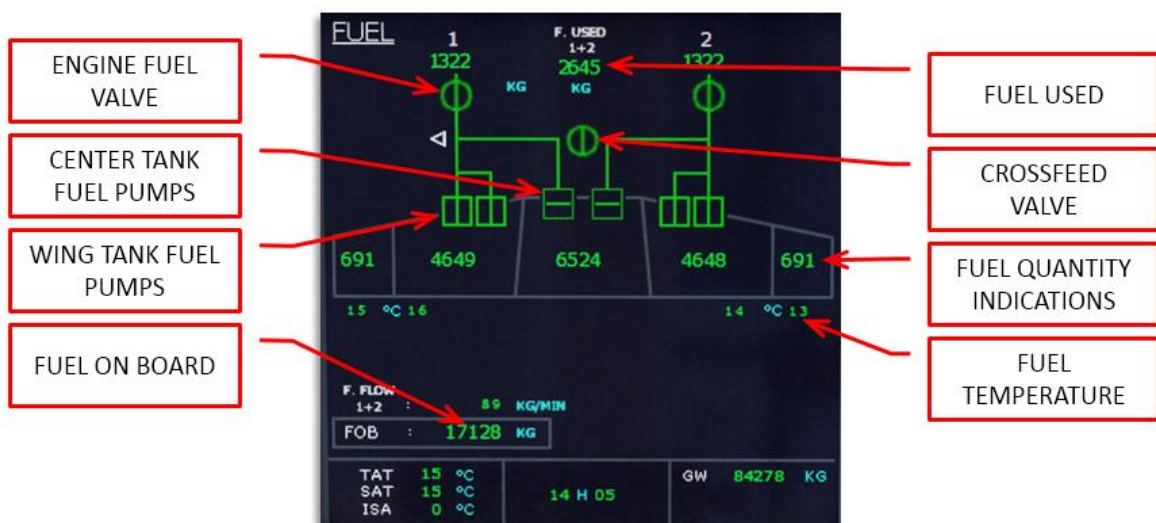 ENGINE FUEL
VALVE
CENTER TANK
FUEL PUMPS
WING TANK FUEL
PUMPS
FUEL ON BOARD
FUEL
1
F. USED
1+2
2
1322
2645
1322
KG
KG
691
4649
6524
4648
691
15 °C 16
14 °C 13
F. FLOW
1+2 : 89 KG/MIN
FOB : 17128 KG
TAT 15 °C
SAT 15 °C
ISA 0 °C
14 H 05
GW 84278 KG
FUEL USED
CROSSFEED
VALVE
FUEL QUANTITY
INDICATIONS
FUEL
TEMPERATURE